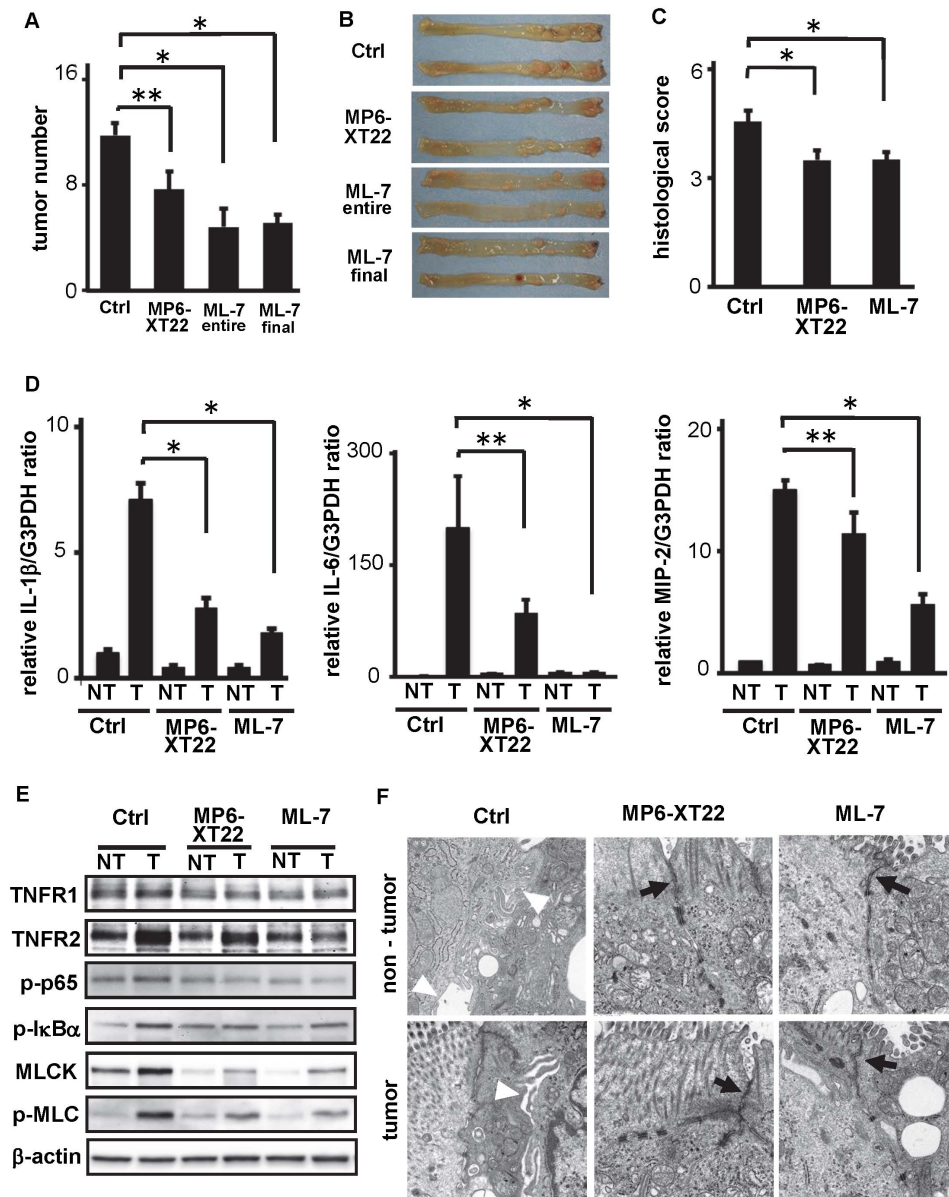 A
tumor number
16
8
0
*
*
**
Ctrl
MP6-
XT22
ML-7
entire
ML-7
final
B
Ctrl
MP6-
XT22
ML-7
entire
ML-7
final
C
histological score
6
3
0
*
*
Ctrl
MP6-
XT22
ML-7
D
relative IL-1β/G3PDH ratio
10
5
0
*
*
NT T NT T NT T
Ctrl
MP6-
XT22
ML-7
relative IL-6/G3PDH ratio
300
150
0
*
**
NT T NT T NT T
Ctrl
MP6-
XT22
ML-7
relative MIP-2/G3PDH ratio
20
10
0
*
**
NT T NT T NT T
Ctrl
MP6-
XT22
ML-7
E
Ctrl
MP6-
XT22
ML-7
NT T NT T NT T
TNFR1
TNFR2
p-p65
p-IκBα
MLCK
p-MLC
β-actin
F
Ctrl MP6-XT22 ML-7
non - tumor
tumor